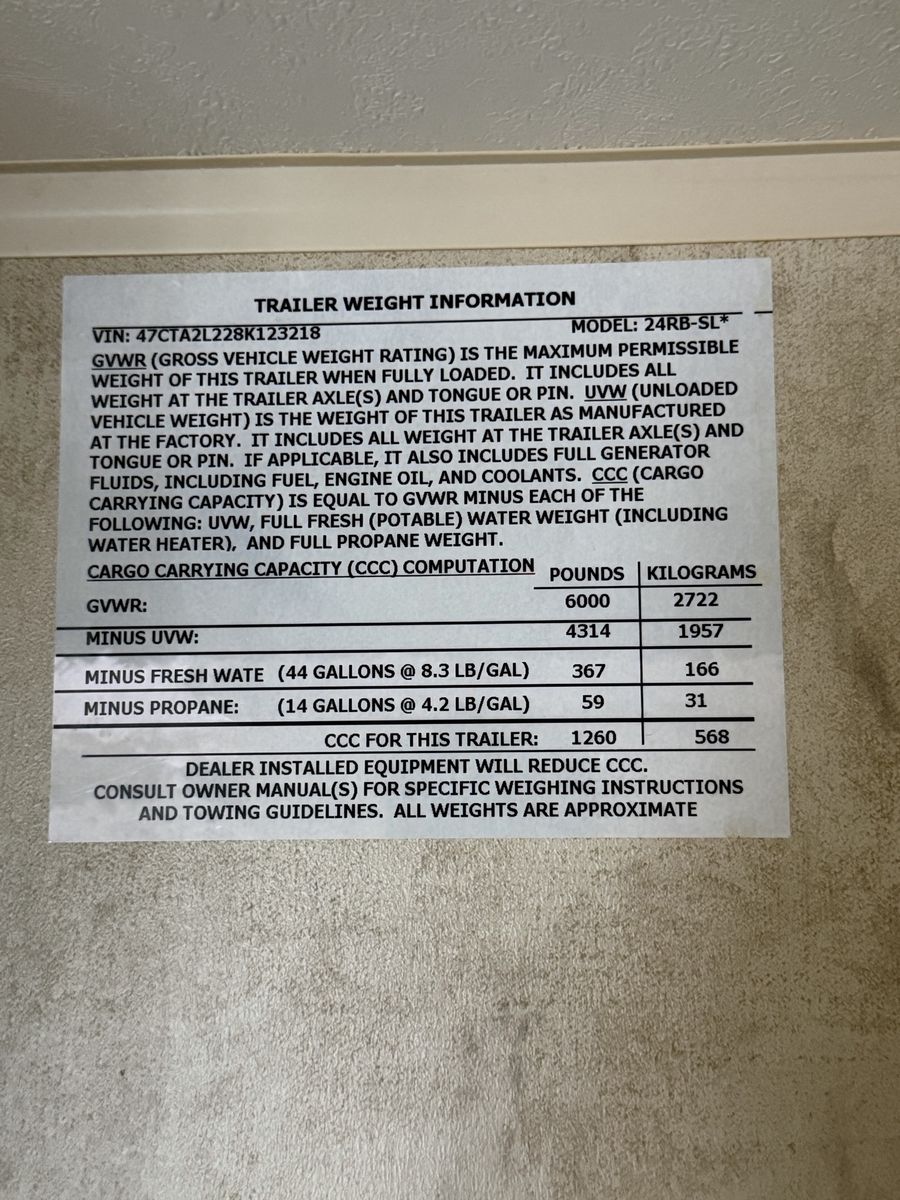 TRAILER WEIGHT INFORMATION
VIN: 47CTA2L228K123218 MODEL: 24RB-SL*
GVWR (GROSS VEHICLE WEIGHT RATING) IS THE MAXIMUM PERMISSIBLE
WEIGHT OF THIS TRAILER WHEN FULLY LOADED. IT INCLUDES ALL
WEIGHT AT THE TRAILER AXLE(S) AND TONGUE OR PIN. UVW (UNLOADED
VEHICLE WEIGHT) IS THE WEIGHT OF THIS TRAILER AS MANUFACTURED
AT THE FACTORY. IT INCLUDES ALL WEIGHT AT THE TRAILER AXLE(S) AND
TONGUE OR PIN. IF APPLICABLE, IT ALSO INCLUDES FULL GENERATOR
FLUIDS, INCLUDING FUEL, ENGINE OIL, AND COOLANTS. CCC (CARGO
CARRYING CAPACITY) IS EQUAL TO GVWR MINUS EACH OF THE
FOLLOWING: UVW, FULL FRESH (POTABLE) WATER WEIGHT (INCLUDING
WATER HEATER), AND FULL PROPANE WEIGHT.
CARGO CARRYING CAPACITY (CCC) COMPUTATION POUNDS KILOGRAMS
GVWR: 6000 2722
MINUS UVW: 4314 1957
MINUS FRESH WATE (44 GALLONS @ 8.3 LB/GAL) 367 166
MINUS PROPANE: (14 GALLONS @ 4.2 LB/GAL) 59 31
CCC FOR THIS TRAILER: 1260 568
DEALER INSTALLED EQUIPMENT WILL REDUCE CCC.
CONSULT OWNER MANUAL(S) FOR SPECIFIC WEIGHING INSTRUCTIONS
AND TOWING GUIDELINES. ALL WEIGHTS ARE APPROXIMATE